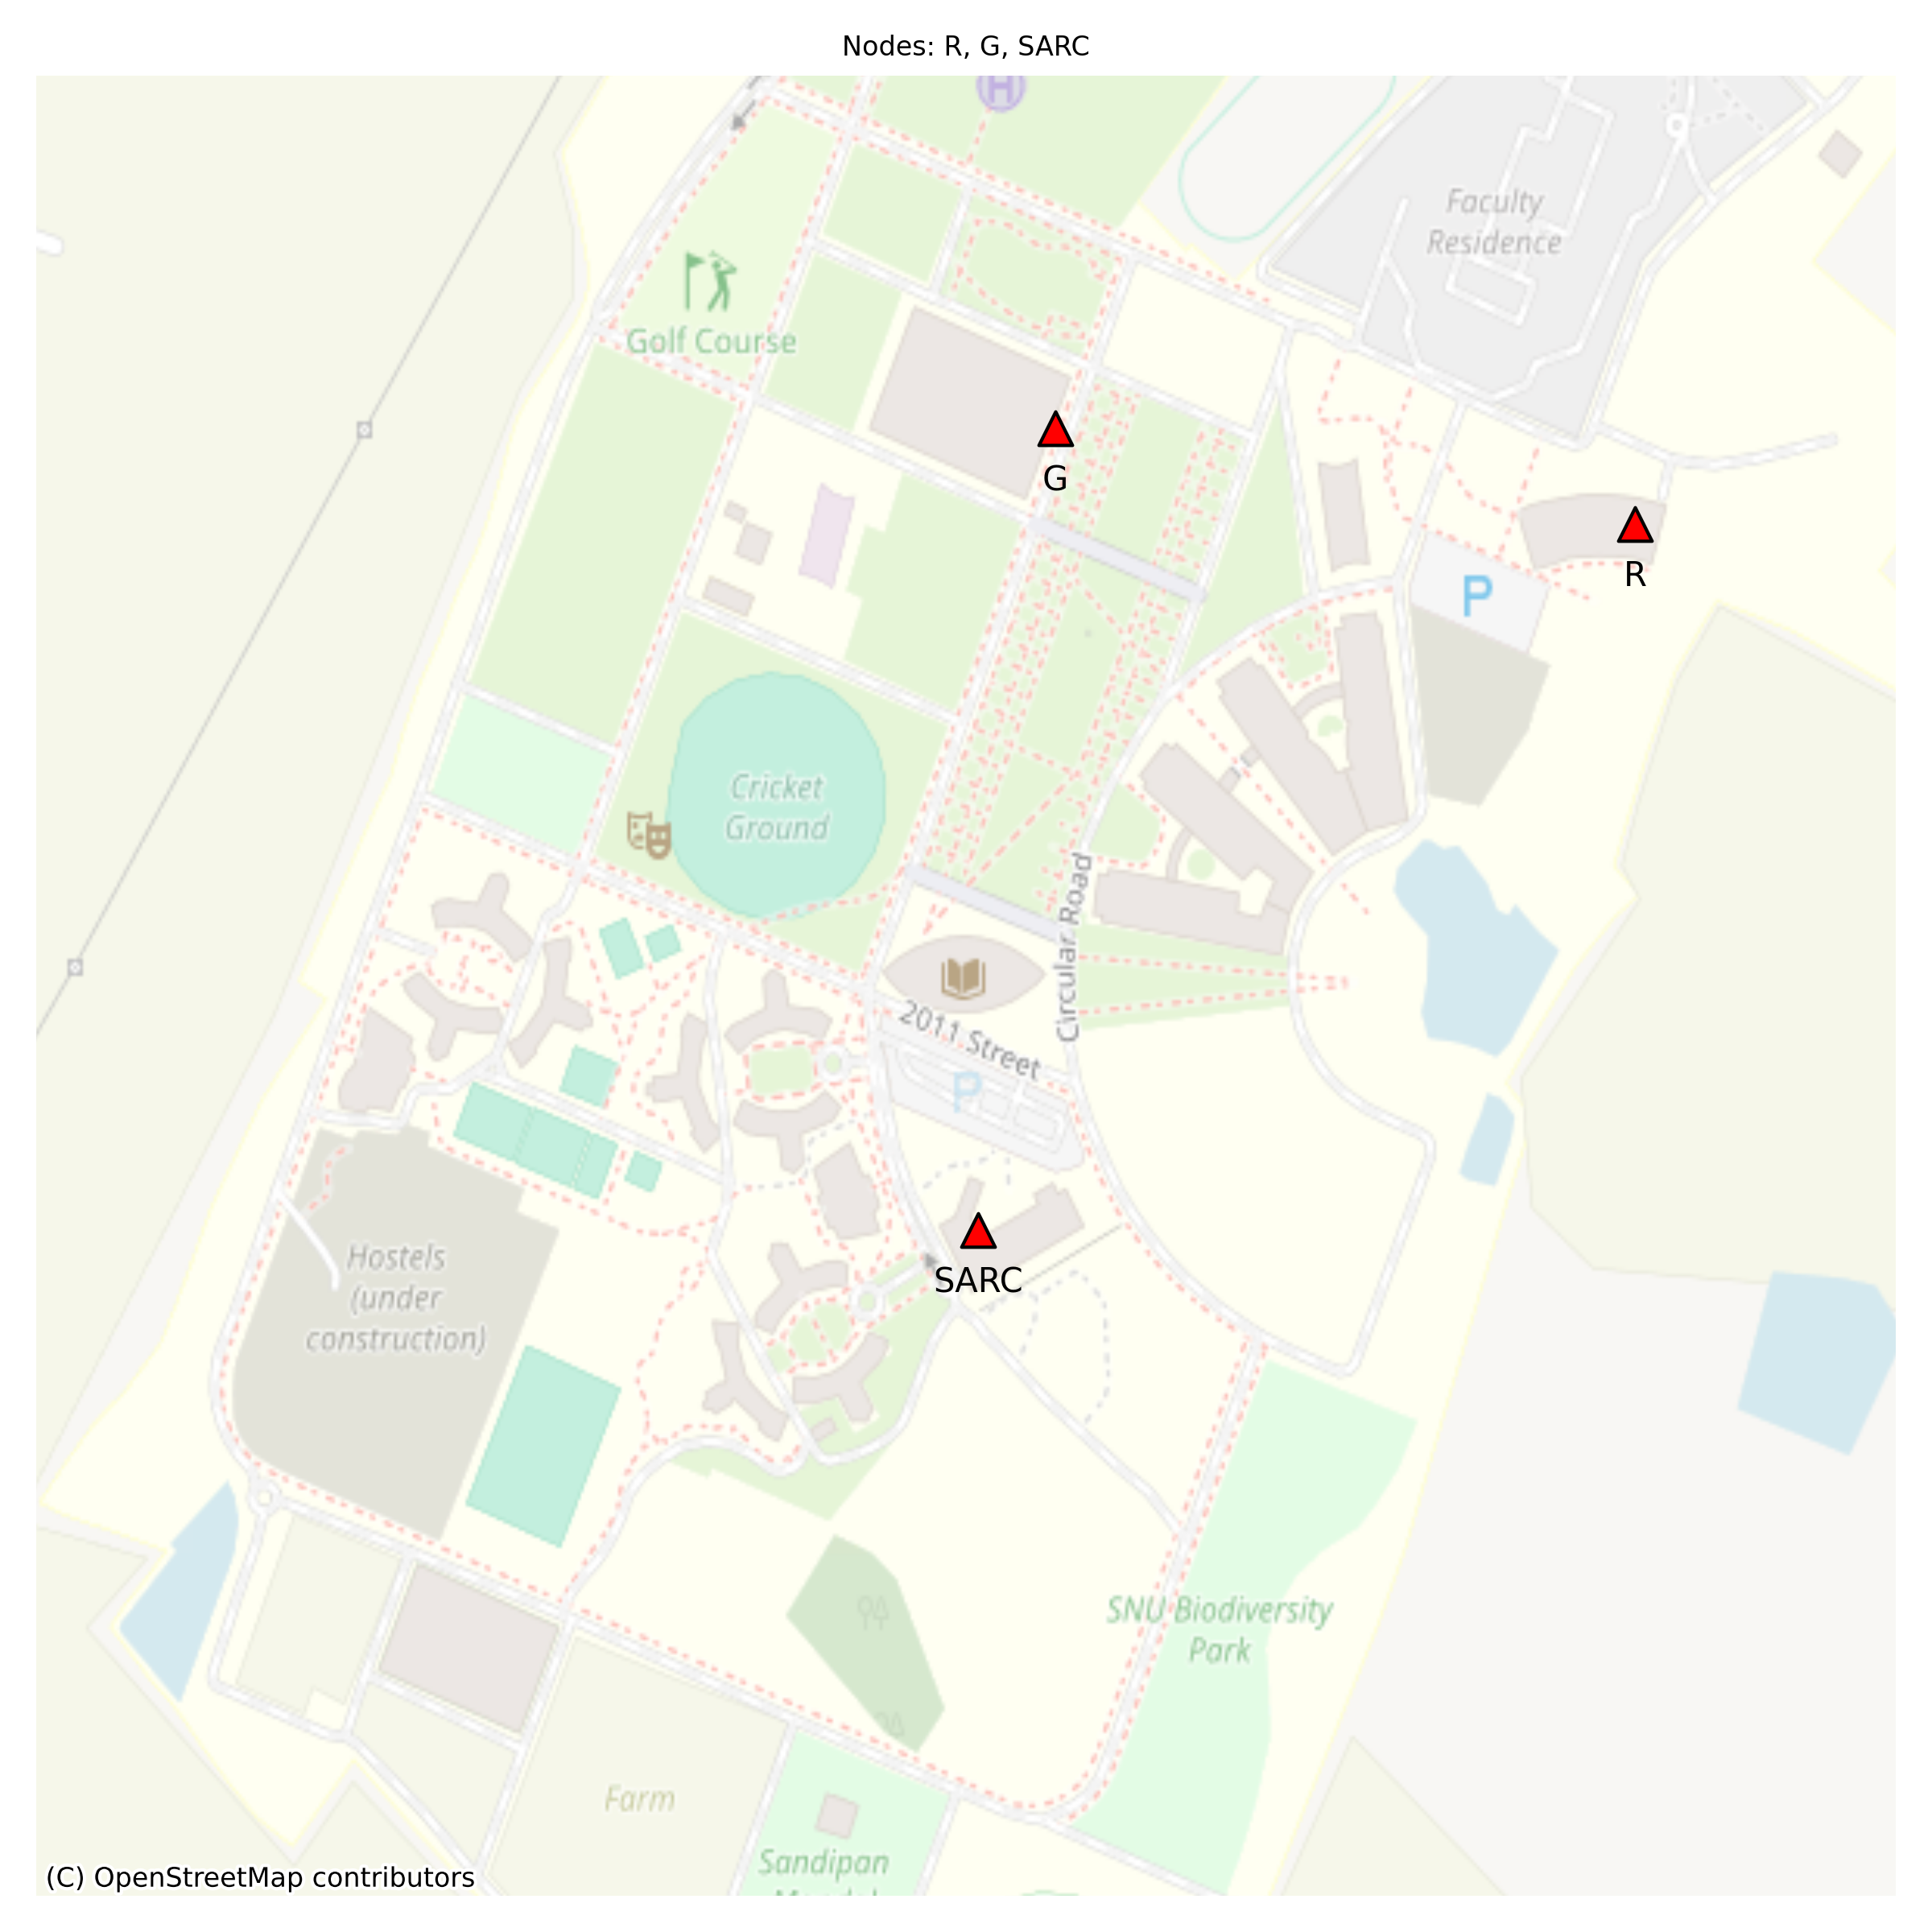 Nodes: R, G, SARC
H
Faculty
Residence
Golf Course
G
R
P
Cricket
Ground
Circular Road
2011 Street
P
SARC
Hostels
(under
construction)
SNU Biodiversity
Park
Farm
Sandipan
(C) OpenStreetMap contributors